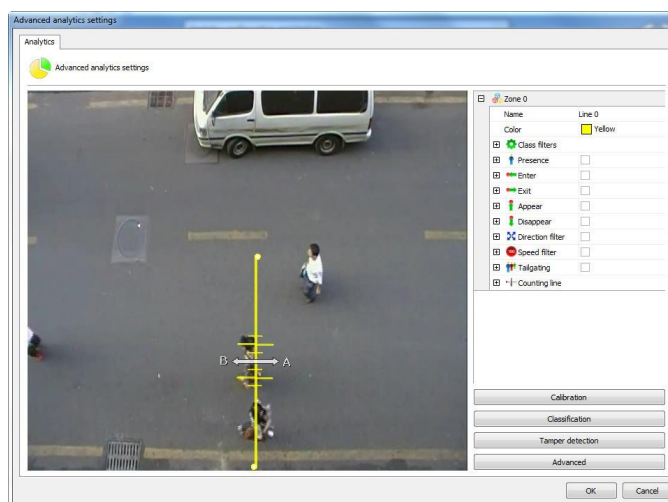 Advanced analytics settings
Analytics
Advanced analytics settings
Zone 0
Name Line 0
Color Yellow
Class filters
Presence
Enter
Exit
Appear
Disappear
Direction filter
Speed filter
Tailgating
Counting line
B A
Calibration
Classification
Tamper detection
Advanced
OK Cancel